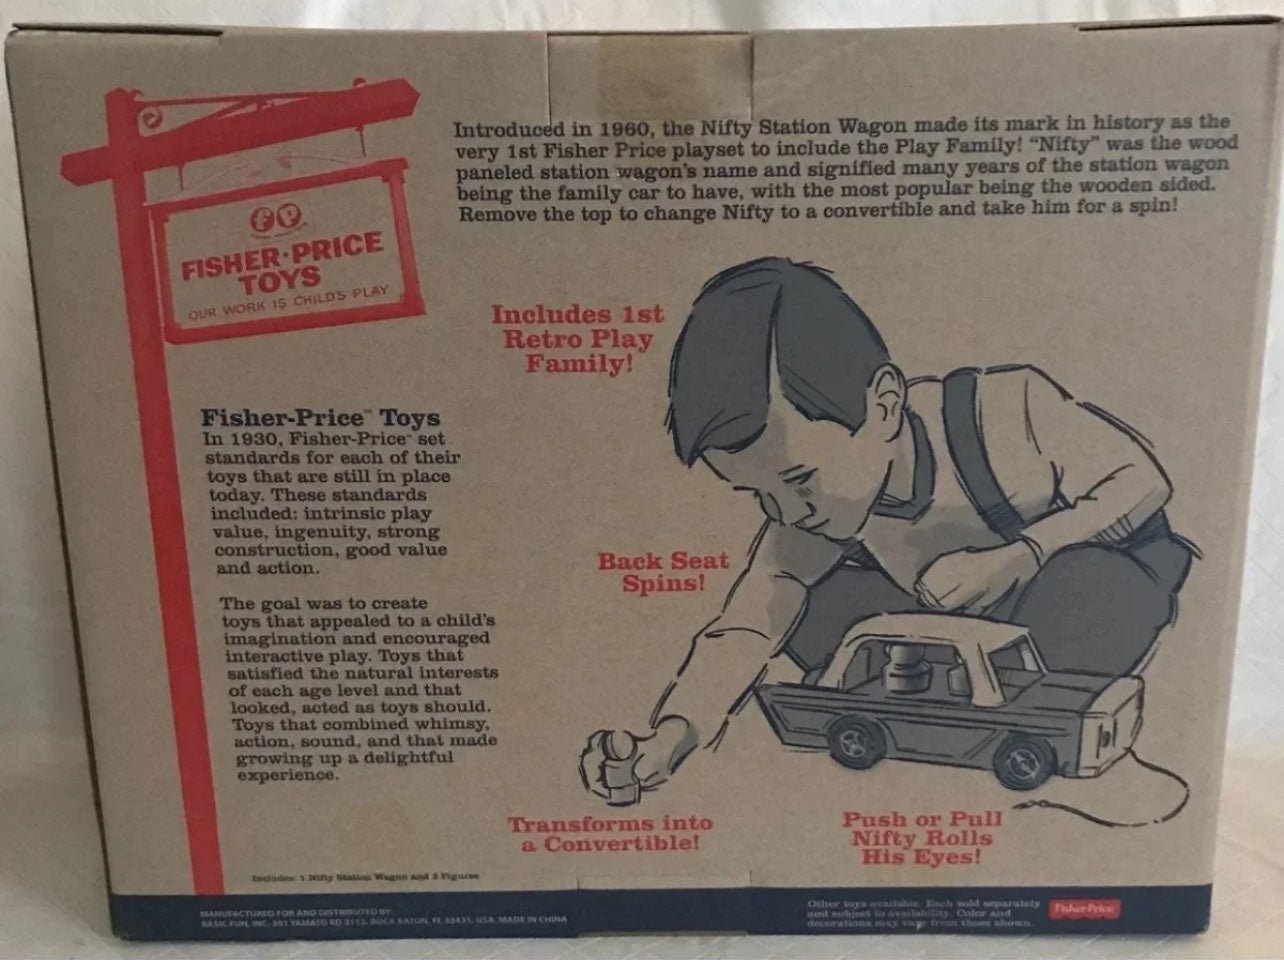 Introduced in 1960, the Nifty Station Wagon made its mark in history as the
very 1st Fisher Price playset to include the Play Family! "Nifty" was the wood
paneled station wagon's name and signified many years of the station wagon
being the family car to have, with the most popular being the wooden sided.
Remove the top to change Nifty to a convertible and take him for a spin!
fp
FISHER·PRICE
TOYS
OUR WORK IS CHILD'S PLAY
Includes 1st
Retro Play
Family!
Fisher-Price™ Toys
In 1930, Fisher-Price™ set
standards for each of their
toys that are still in place
today. These standards
included: intrinsic play
value, ingenuity, strong
construction, good value
and action.
The goal was to create
toys that appealed to a child's
imagination and encouraged
interactive play. Toys that
satisfied the natural interests
of each age level and that
looked, acted as toys should.
Toys that combined whimsy,
action, sound, and that made
growing up a delightful
experience.
Back Seat
Spins!
Transforms into
a Convertible!
Push or Pull
Nifty Rolls
His Eyes!
Includes: 1 Nifty Station Wagon and 3 Figures
MANUFACTURED FOR AND DISTRIBUTED BY:
BASIC FUN, INC. 301 YAMATO RD 2112, BOCA RATON, FL 33431, USA. MADE IN CHINA
Other toys available. Each sold separately
and subject to availability. Color and
decorations may vary from those shown.
Fisher-Price